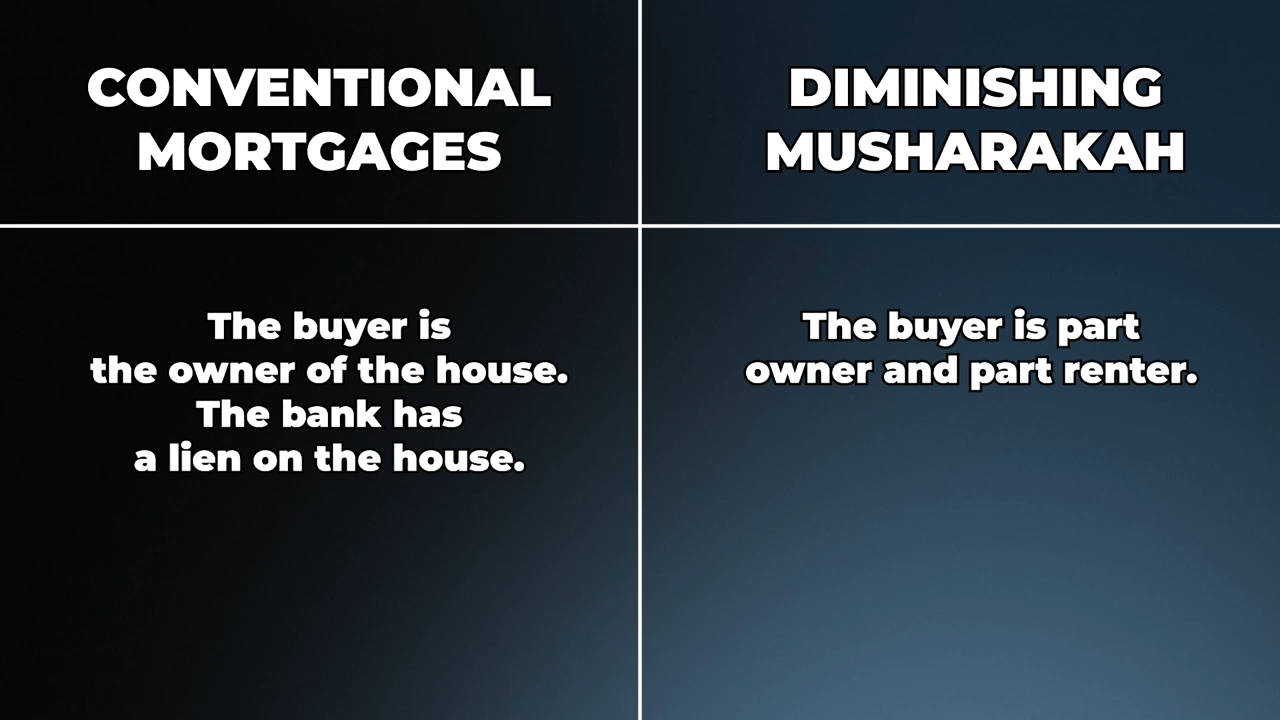 CONVENTIONAL
MORTGAGES
DIMINISHING
MUSHARAKAH
The buyer is
the owner of the house.
The bank has
a lien on the house.
The buyer is part
owner and part renter.